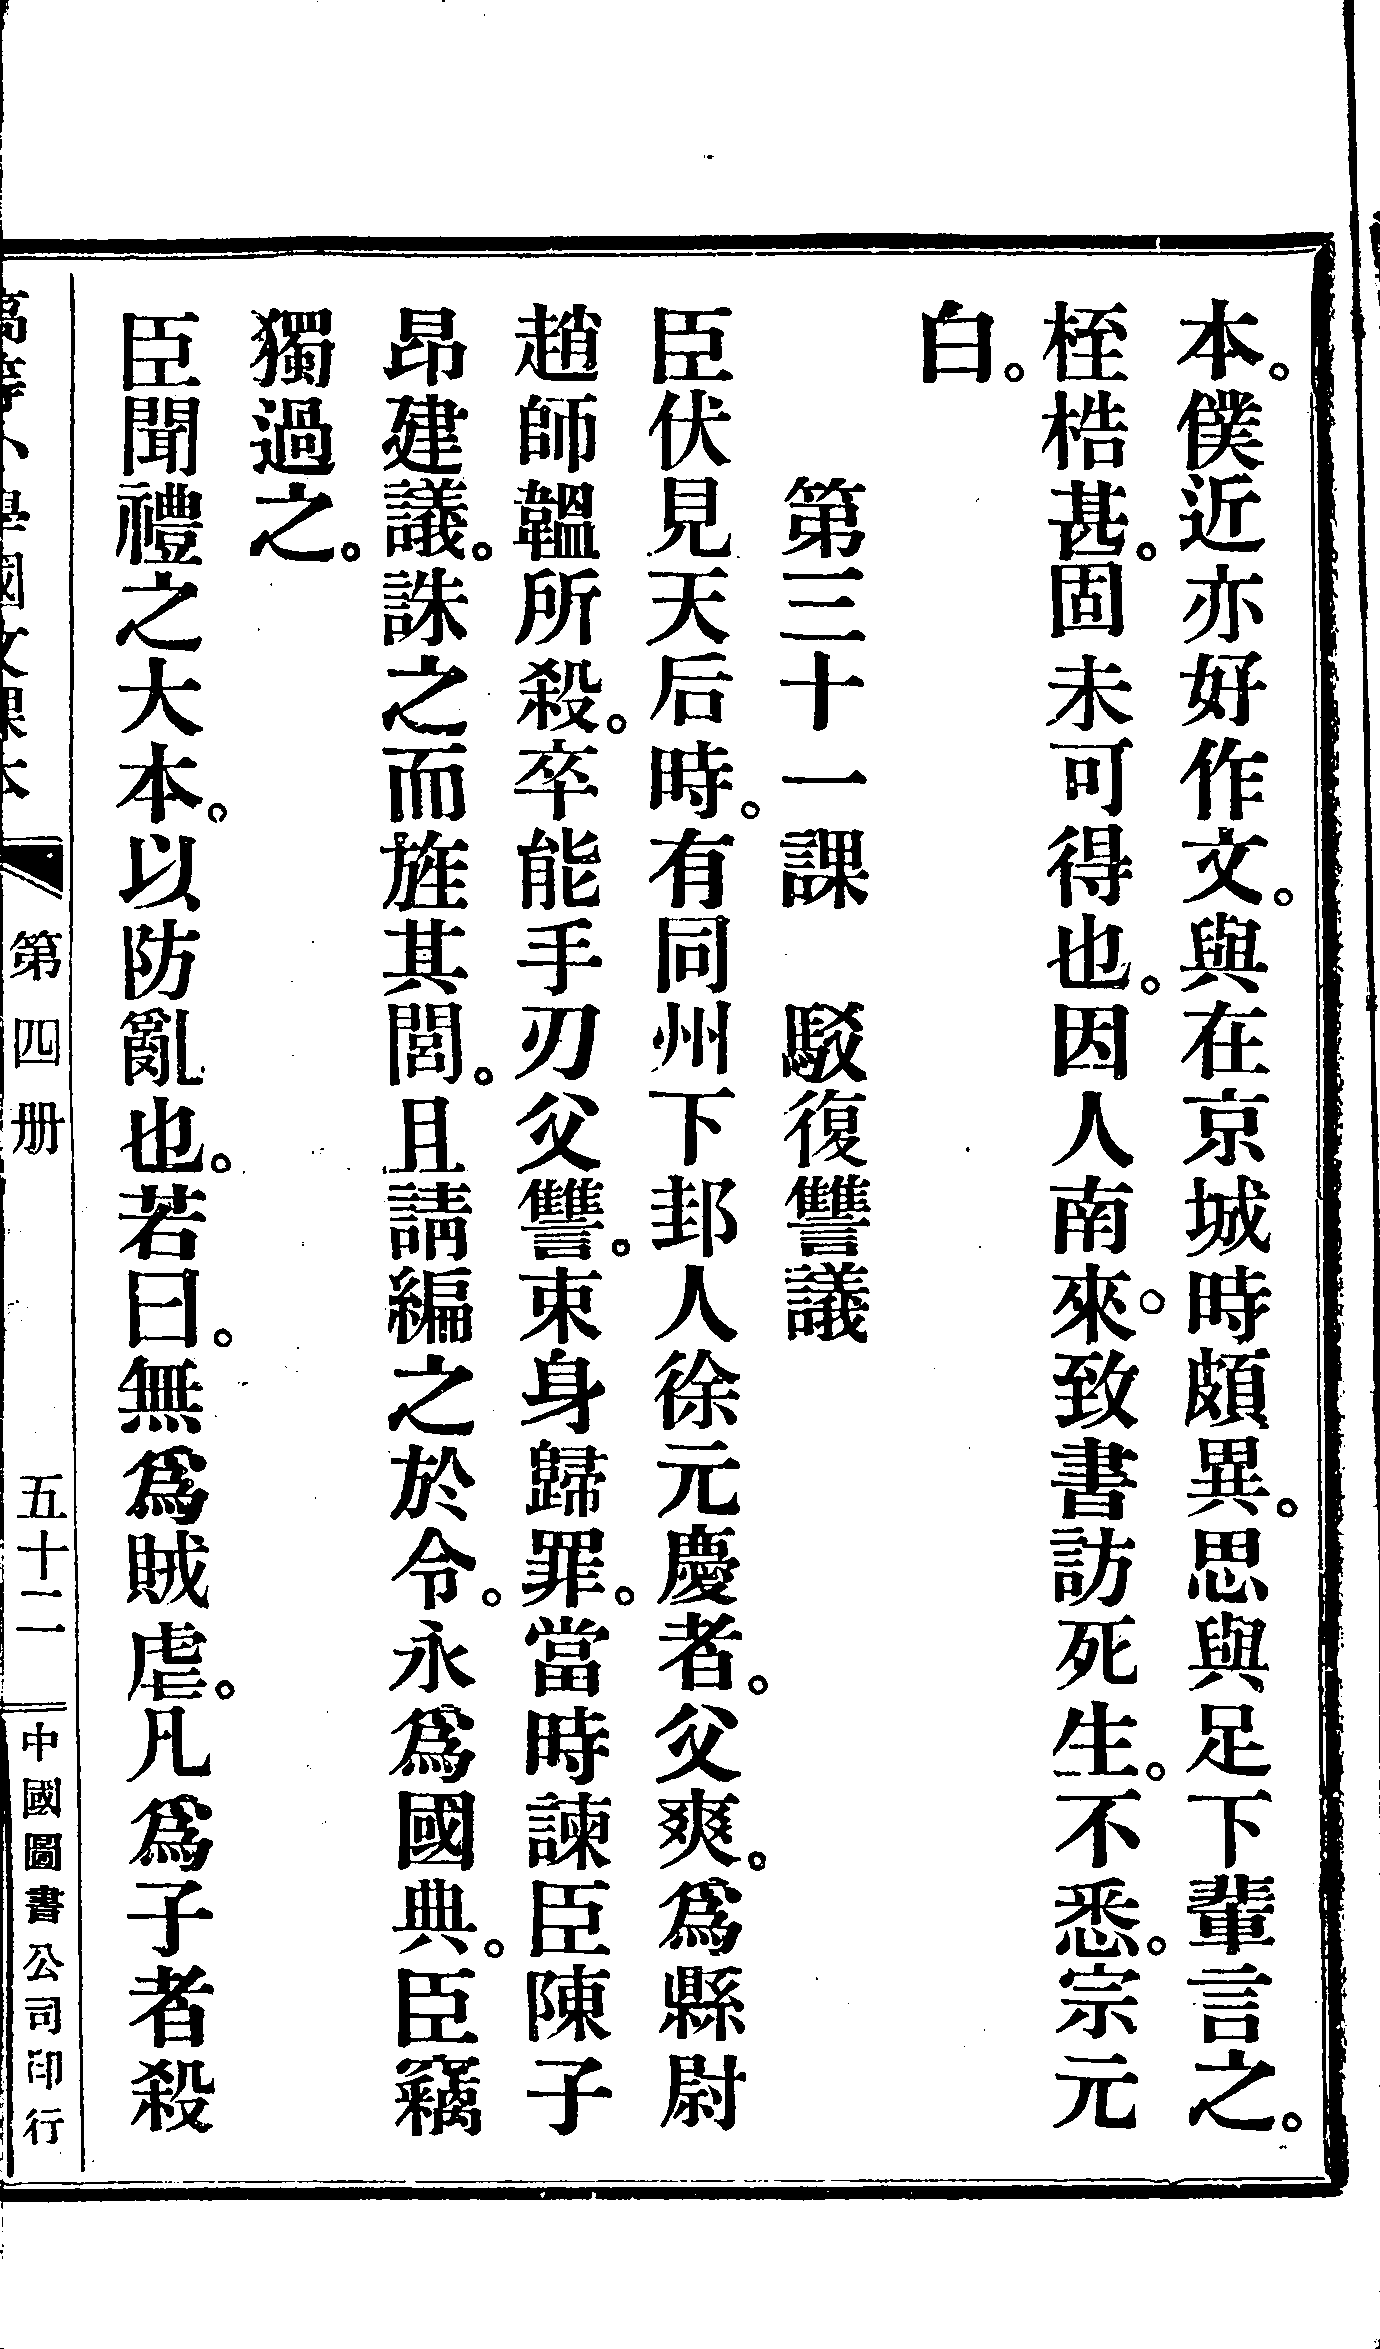 本。僕近亦好作文。與在京城時頗異。思與足下輩言之。
桎梏甚。固未可得也。因人南來。致書訪死生。不悉。宗元
白。
第三十一課　駁復讐議
臣伏見天后時。有同州下邽人徐元慶者。父爽。爲縣尉
趙師韞所殺。卒能手刃父讐。束身歸罪。當時諫臣陳子
昂建議。誅之而旌其閭。且請編之於令。永爲國典。臣竊
獨過之。
臣聞禮之大本。以防亂也。若曰。無爲賊虐。凡爲子者殺
高等小學國文課本　第四册　五十二　中國圖書公司印行